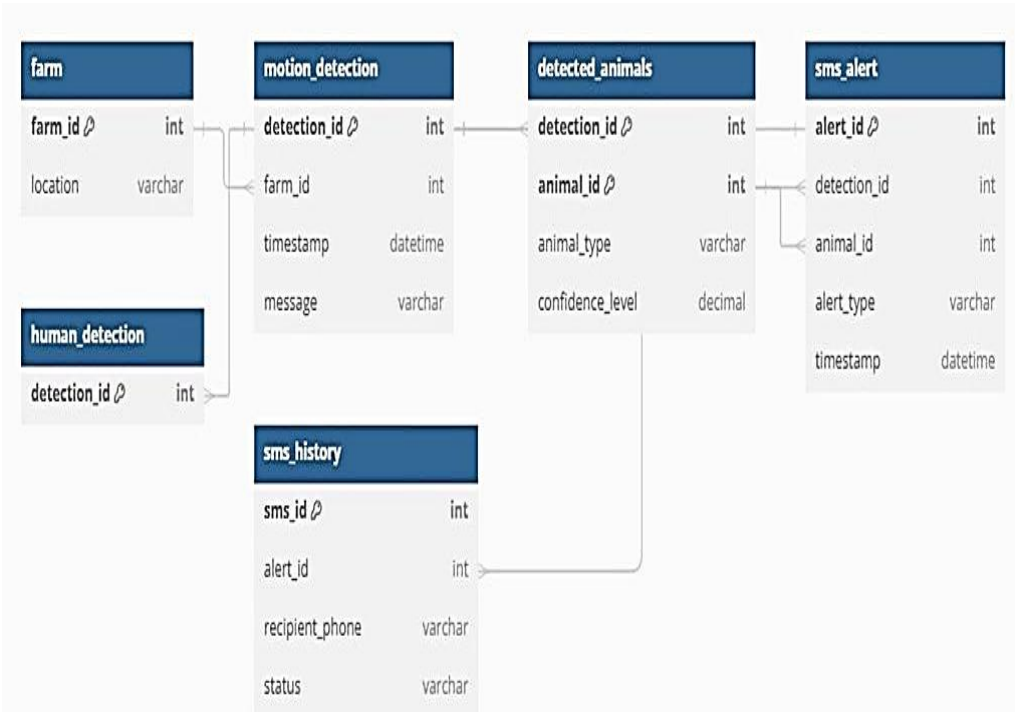 farm
farm_id int
location varchar
human_detection
detection_id int
motion_detection
detection_id int
farm_id int
timestamp datetime
message varchar
sms_history
sms_id int
alert_id int
recipient_phone varchar
status varchar
detected_animals
detection_id int
animal_id int
animal_type varchar
confidence_level decimal
sms_alert
alert_id int
detection_id int
animal_id int
alert_type varchar
timestamp datetime